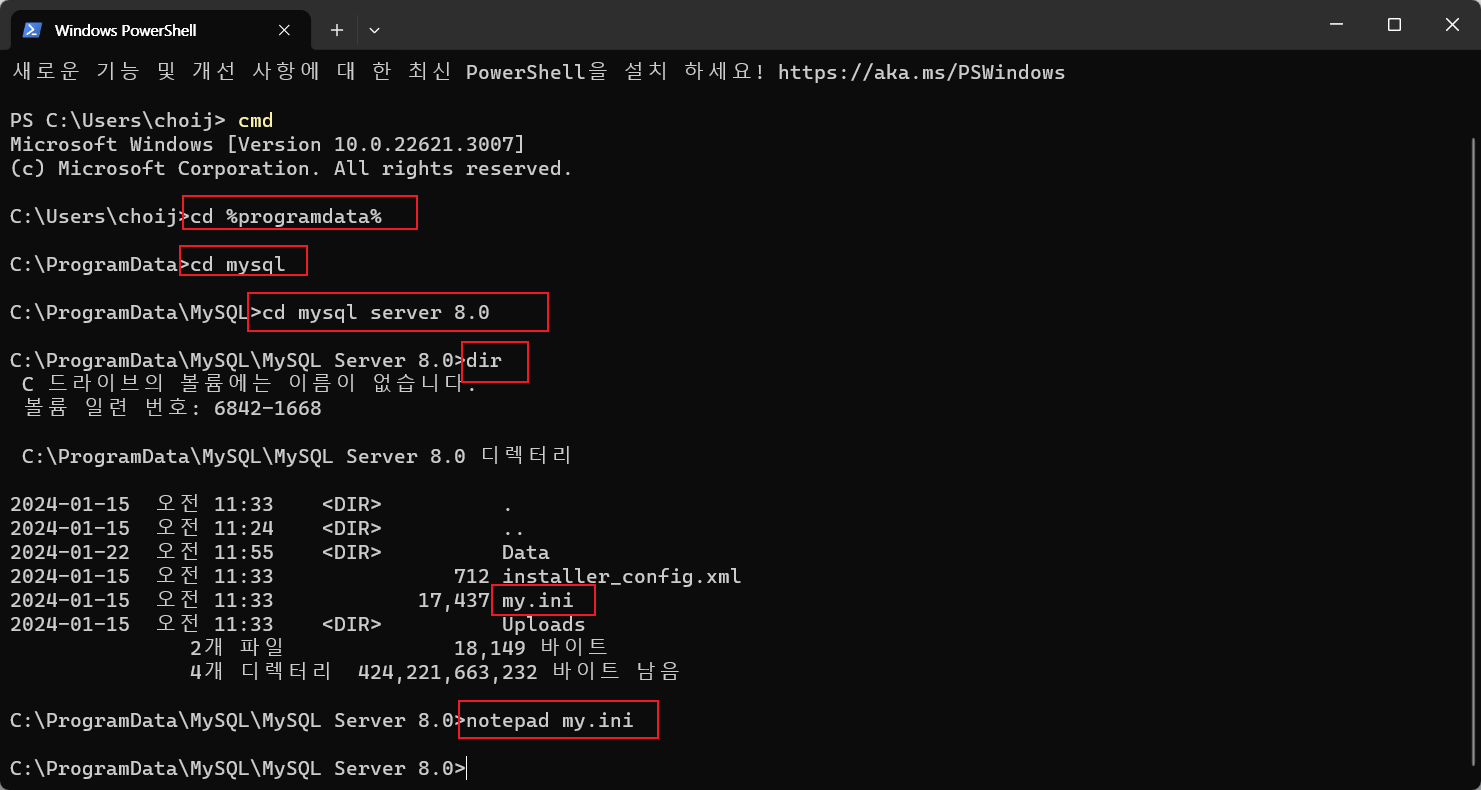 Windows PowerShell
새로운 기능 및 개선 사항에 대 한 최신 PowerShell을 설치 하세요! https://aka.ms/PSWindows
PS C:\Users\choij> cmd
Microsoft Windows [Version 10.0.22621.3007]
(c) Microsoft Corporation. All rights reserved.
C:\Users\choij>cd %programdata%
C:\ProgramData>cd mysql
C:\ProgramData\MySQL>cd mysql server 8.0
C:\ProgramData\MySQL\MySQL Server 8.0>dir
C 드라이브의 볼륨에는 이름이 없습니다.
볼륨 일련 번호: 6842-1668
C:\ProgramData\MySQL\MySQL Server 8.0 디렉터리
2024-01-15 오전 11:33 <DIR> .
2024-01-15 오전 11:24 <DIR> ..
2024-01-22 오전 11:55 <DIR> Data
2024-01-15 오전 11:33 712 installer_config.xml
2024-01-15 오전 11:33 17,437 my.ini
2024-01-15 오전 11:33 <DIR> Uploads
2개 파일 18,149 바이트
4개 디렉터리 424,221,663,232 바이트 남음
C:\ProgramData\MySQL\MySQL Server 8.0>notepad my.ini
C:\ProgramData\MySQL\MySQL Server 8.0>